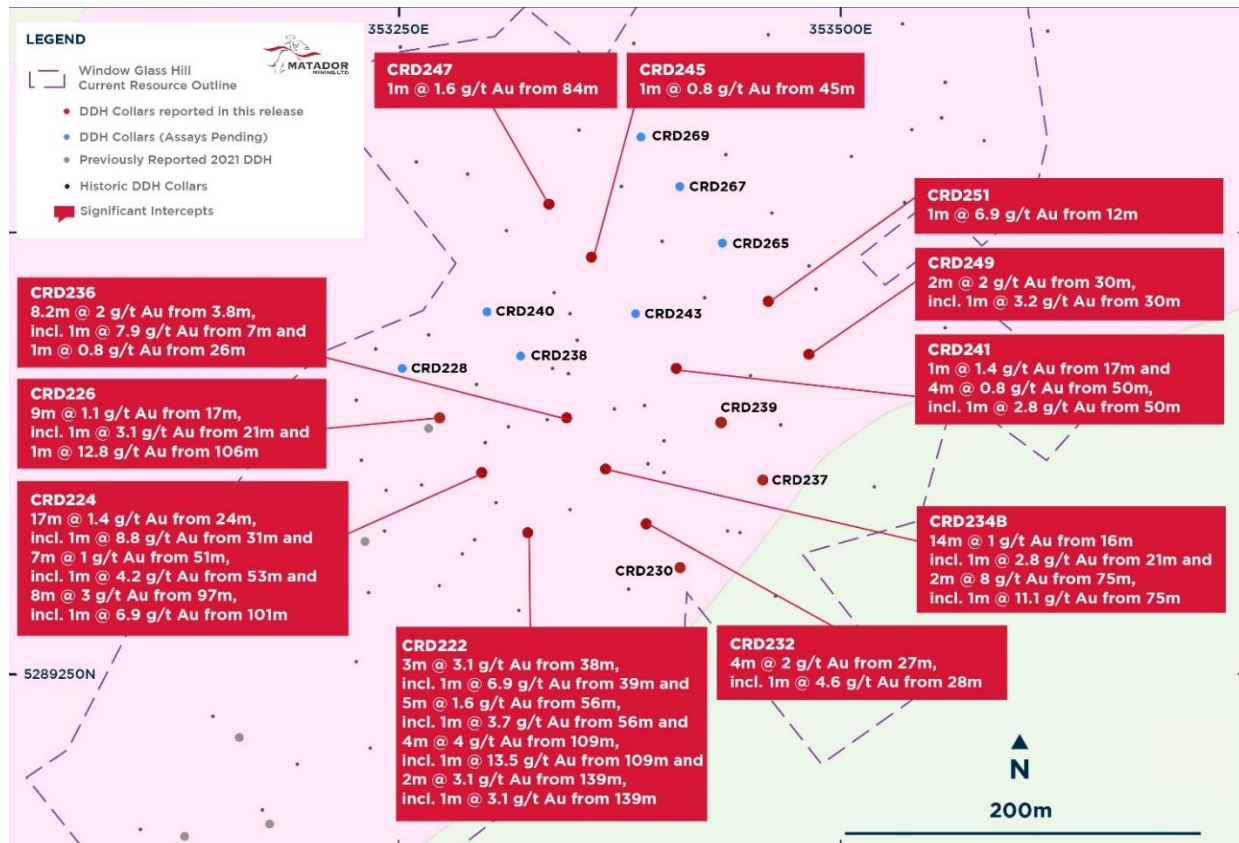 353250E
353500E
LEGEND
MATADOR
MINING LTD
Window Glass Hill
Current Resource Outline
DDH Collars reported in this release
DDH Collars (Assays Pending)
Previously Reported 2021 DDH
Historic DDH Collars
Significant Intercepts
CRD247
1m @ 1.6 g/t Au from 84m
CRD245
1m @ 0.8 g/t Au from 45m
CRD269
CRD267
CRD265
CRD251
1m @ 6.9 g/t Au from 12m
CRD249
2m @ 2 g/t Au from 30m,
incl. 1m @ 3.2 g/t Au from 30m
CRD236
8.2m @ 2 g/t Au from 3.8m,
incl. 1m @ 7.9 g/t Au from 7m and
1m @ 0.8 g/t Au from 26m
CRD240
CRD243
CRD238
CRD228
CRD241
1m @ 1.4 g/t Au from 17m and
4m @ 0.8 g/t Au from 50m,
incl. 1m @ 2.8 g/t Au from 50m
CRD226
9m @ 1.1 g/t Au from 17m,
incl. 1m @ 3.1 g/t Au from 21m and
1m @ 12.8 g/t Au from 106m
CRD239
CRD237
CRD224
17m @ 1.4 g/t Au from 24m,
incl. 1m @ 8.8 g/t Au from 31m and
7m @ 1 g/t Au from 51m,
incl. 1m @ 4.2 g/t Au from 53m and
8m @ 3 g/t Au from 97m,
incl. 1m @ 6.9 g/t Au from 101m
CRD234B
14m @ 1 g/t Au from 16m
incl. 1m @ 2.8 g/t Au from 21m and
2m @ 8 g/t Au from 75m,
incl. 1m @ 11.1 g/t Au from 75m
CRD230
CRD222
3m @ 3.1 g/t Au from 38m,
incl. 1m @ 6.9 g/t Au from 39m and
5m @ 1.6 g/t Au from 56m,
incl. 1m @ 3.7 g/t Au from 56m and
4m @ 4 g/t Au from 109m,
incl. 1m @ 13.5 g/t Au from 109m and
2m @ 3.1 g/t Au from 139m,
incl. 1m @ 3.1 g/t Au from 139m
CRD232
4m @ 2 g/t Au from 27m,
incl. 1m @ 4.6 g/t Au from 28m
5289250N
N
200m